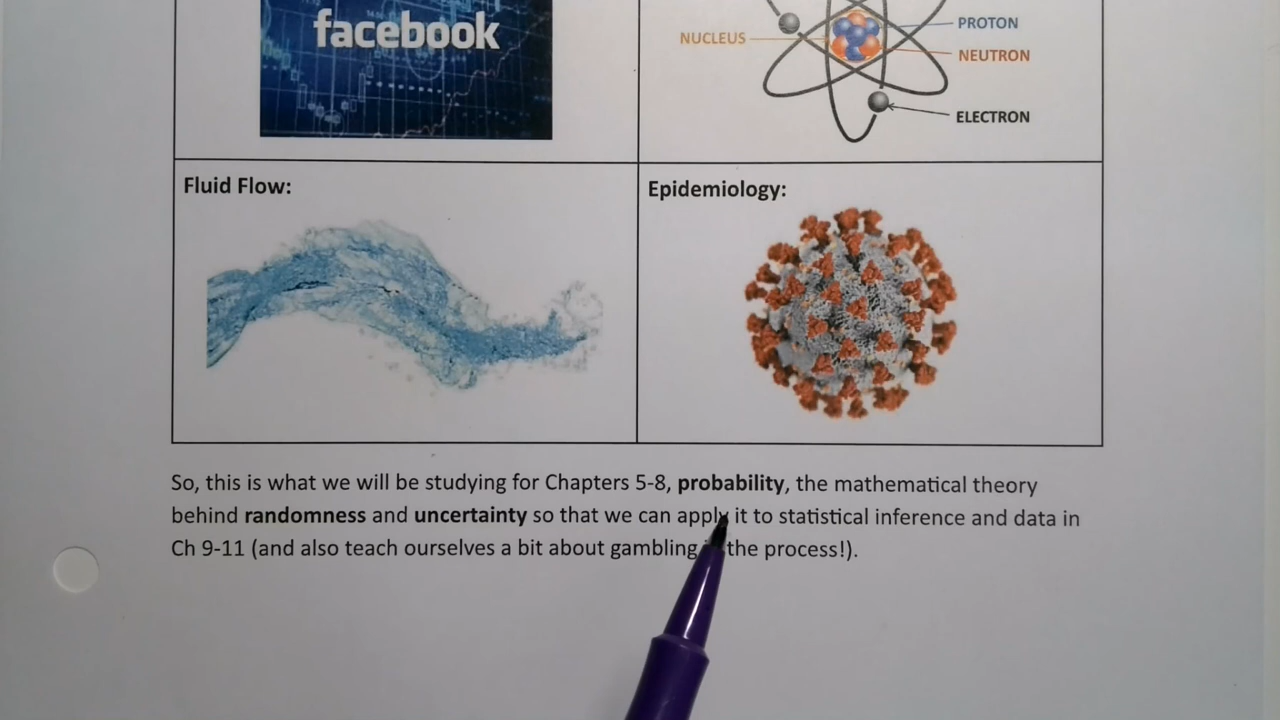 facebook
NUCLEUS
PROTON
NEUTRON
ELECTRON
Fluid Flow:
Epidemiology:
So, this is what we will be studying for Chapters 5-8, probability, the mathematical theory
behind randomness and uncertainty so that we can apply it to statistical inference and data in
Ch 9-11 (and also teach ourselves a bit about gambling the process!).